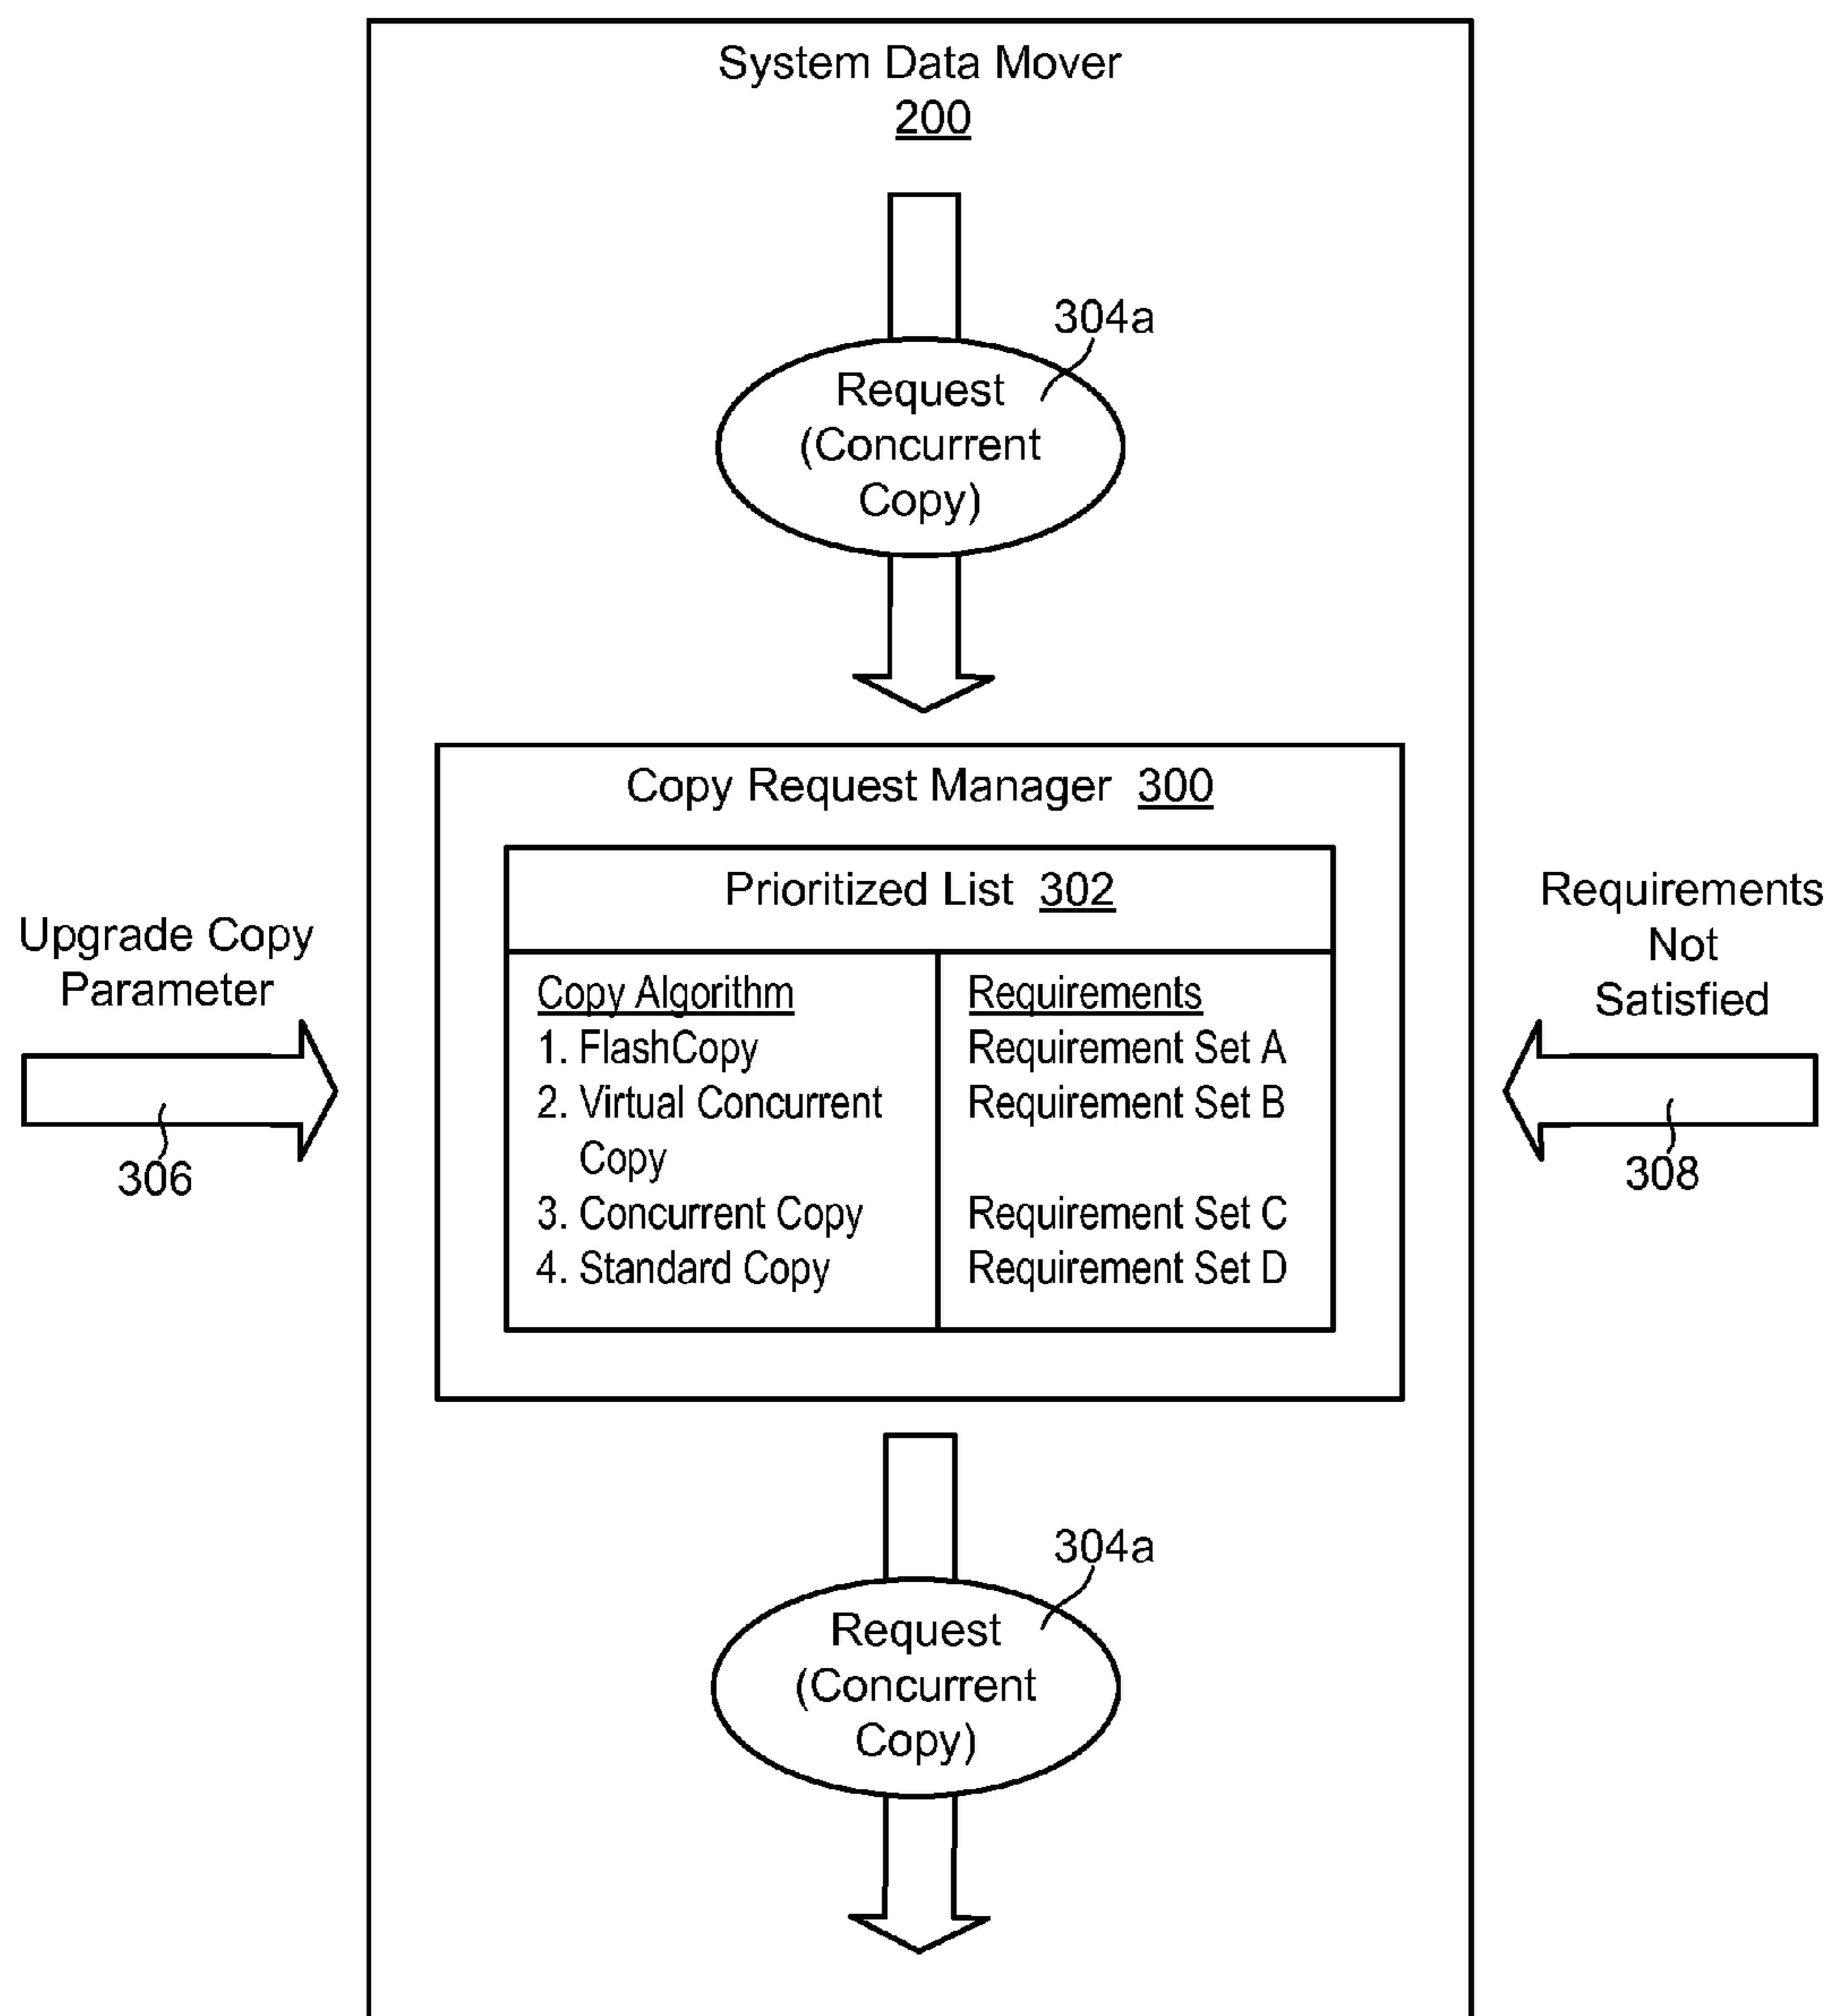 System Data Mover
200
304a
Request
(Concurrent
Copy)
Copy Request Manager 300
Prioritized List 302
Upgrade Copy
Parameter
306
Copy Algorithm
1. FlashCopy
2. Virtual Concurrent
Copy
3. Concurrent Copy
4. Standard Copy
Requirements
Requirement Set A
Requirement Set B
Requirement Set C
Requirement Set D
Requirements
Not
Satisfied
308
304a
Request
(Concurrent
Copy)